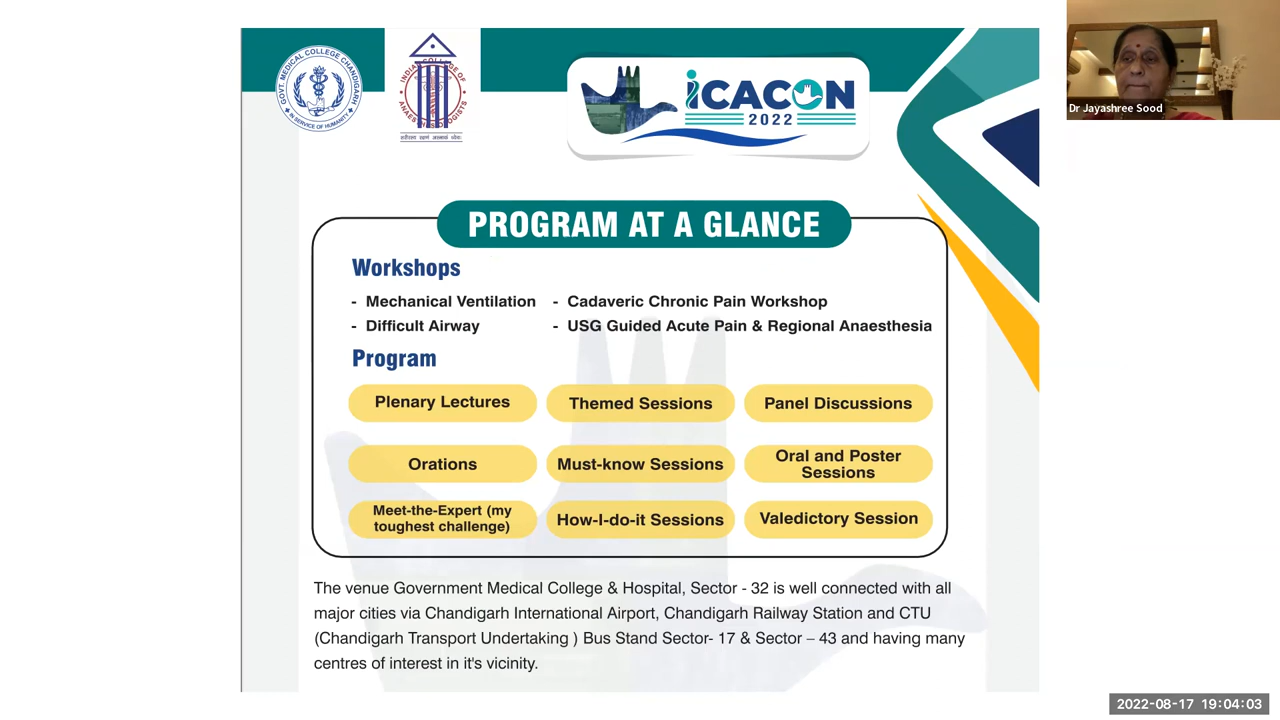 GOVT. MEDICAL COLLEGE CHANDIGARH
IN SERVICE OF HUMANITY
INDIAN COLLEGE OF
ANAESTHESIOLOGISTS
iCACON
2022
Dr Jayashree Sood
PROGRAM AT A GLANCE
Workshops
- Mechanical Ventilation - Cadaveric Chronic Pain Workshop
- Difficult Airway - USG Guided Acute Pain & Regional Anaesthesia
Program
Plenary Lectures Themed Sessions Panel Discussions
Orations Must-know Sessions Oral and Poster
Sessions
Meet-the-Expert (my
toughest challenge) How-I-do-it Sessions Valedictory Session
The venue Government Medical College & Hospital, Sector - 32 is well connected with all
major cities via Chandigarh International Airport, Chandigarh Railway Station and CTU
(Chandigarh Transport Undertaking ) Bus Stand Sector- 17 & Sector – 43 and having many
centres of interest in it's vicinity.
2022-08-17 19:04:03